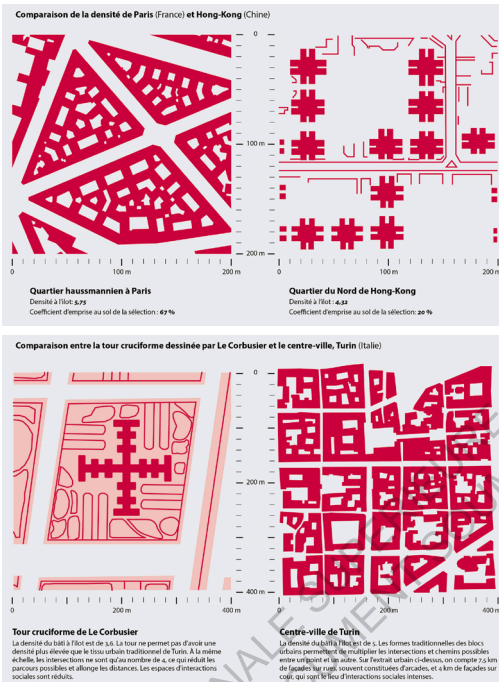 Comparaison de la densité de Paris (France) et Hong-Kong (Chine)
0
100 m
200 m
0 100 m 200 m
0 100 m 200 m
Quartier haussmannien à Paris
Densité à l'îlot : 5,75
Coefficient d'emprise au sol de la sélection : 67 %
Quartier du Nord de Hong-Kong
Densité à l'îlot : 4,32
Coefficient d'emprise au sol de la sélection : 20 %
Comparaison entre la tour cruciforme dessinée par Le Corbusier et le centre-ville, Turin (Italie)
0
200 m
400 m
0 200 m 400 m
0 200 m 400 m
Tour cruciforme de Le Corbusier
La densité du bâti à l'îlot est de 3,6. La tour ne permet pas d'avoir une
densité plus élevée que le tissu urbain traditionnel de Turin. À la même
échelle, les intersections ne sont qu'au nombre de 4, ce qui réduit les
parcours possibles et allonge les distances. Les espaces d'interactions
sociales sont réduits.
Centre-ville de Turin
La densité du bâti à l'îlot est de 5. Les formes traditionnelles des blocs
urbains permettent de multiplier les intersections et chemins possibles
entre un point et un autre. Sur l'extrait urbain ci-dessus, on compte 7,5 km
de façades sur rues, souvent constituées d'arcades, et 4 km de façades sur
cour, qui sont le lieu d'interactions sociales intenses.